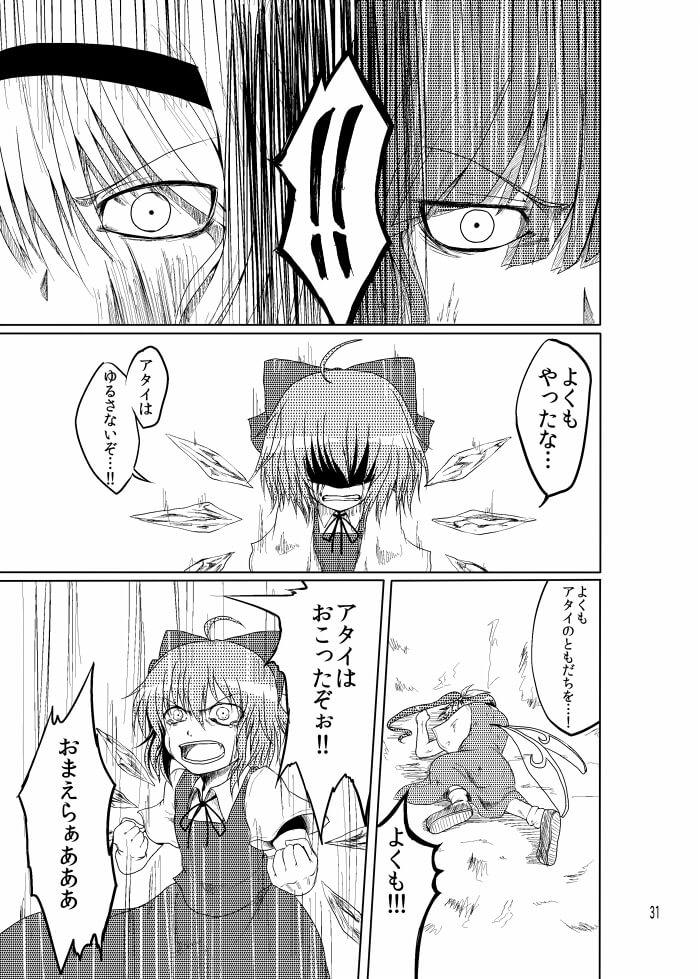 !!
よくも
やったな…
アタイは
ゆるさないぞ…!!
よくも
アタイのともだちを…!
よくも!!!
アタイは
おこったぞぉ!!
おまえらぁあああ
31